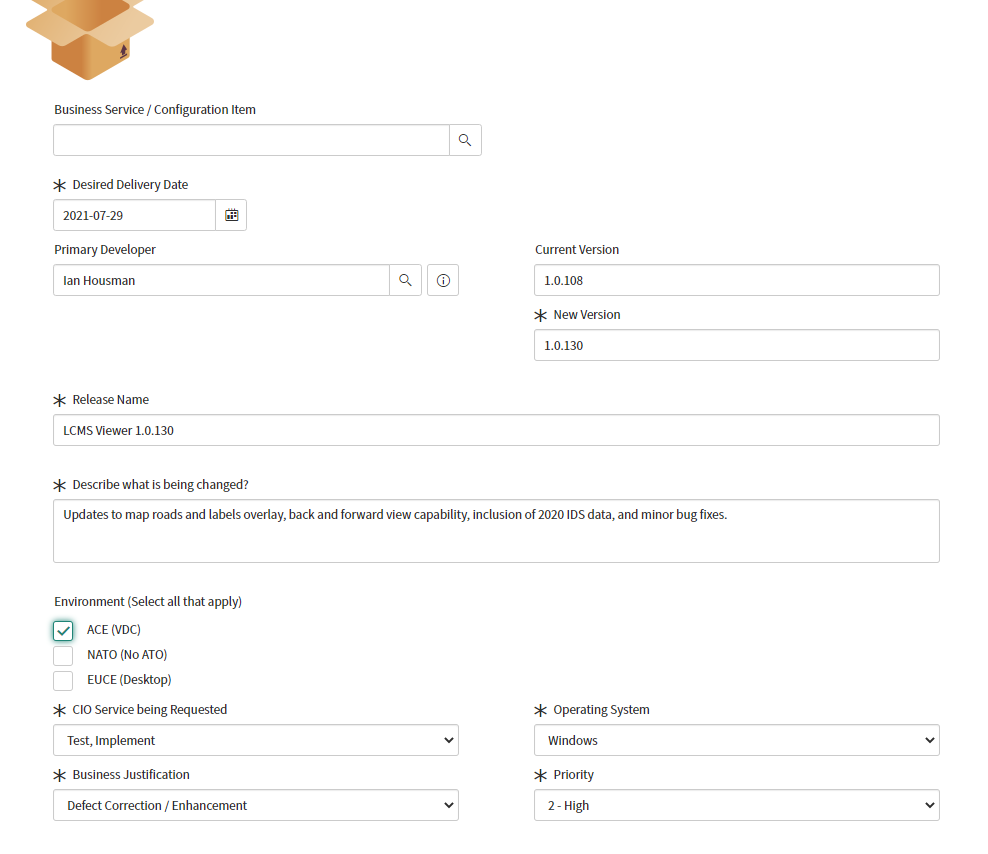 Business Service / Configuration Item
Desired Delivery Date
2021-07-29
Primary Developer
Current Version
Ian Housman
1.0.108
New Version
1.0.130
Release Name
LCMS Viewer 1.0.130
Describe what is being changed?
Updates to map roads and labels overlay, back and forward view capability, inclusion of 2020 IDS data, and minor bug fixes.
Environment (Select all that apply)
ACE (VDC)
NATO (No ATO)
EUCE (Desktop)
CIO Service being Requested
Operating System
Test, Implement
Windows
Business Justification
Priority
Defect Correction / Enhancement
2 - High